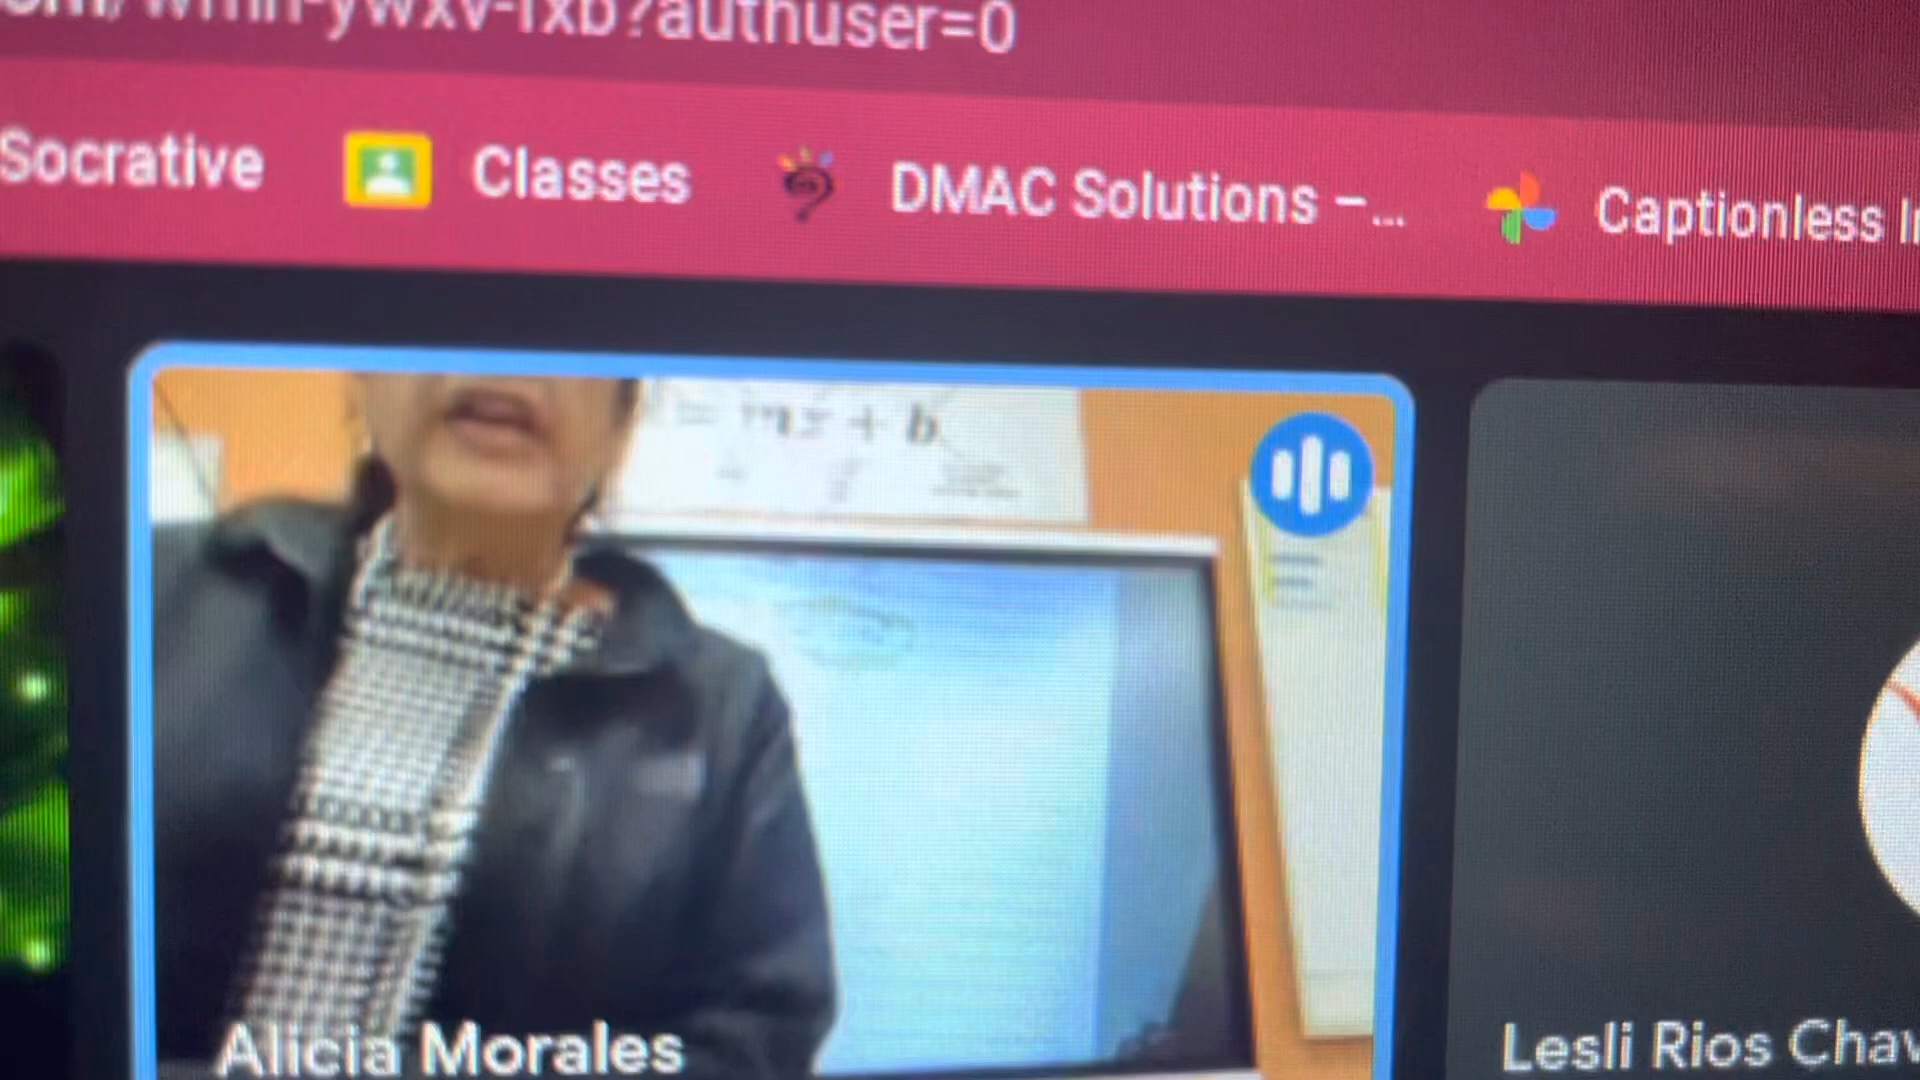 ?authuser=0
Socrative Classes DMAC Solutions –... Captionless
= mx + b
Alicia Morales
Lesli Rios Chav